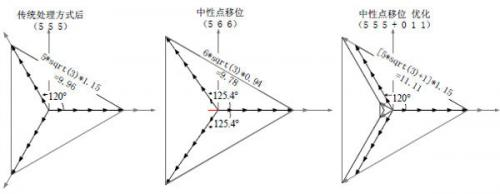 传统处理方式后
(5 5 5)
5*sqrt(3)*1.15
=9.96
120°
中性点移位
(5 6 6)
6*sqrt(3)*0.94
=9.78
125.4°
125.4°
中性点移位 优化
(5 5 5 + 0 1 1)
[5*sqrt(3)+1]*1.15
=11.11
120°